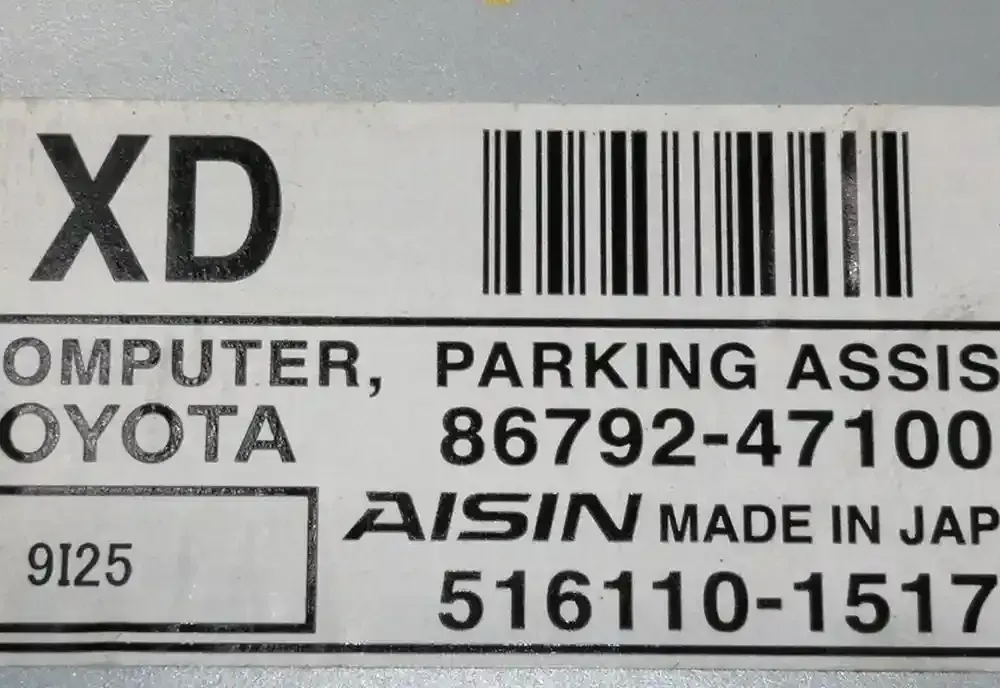 XD
OMPUTER, PARKING ASSIS
OYOTA 86792-47100
AISIN MADE IN JAP
9I25
516110-1517